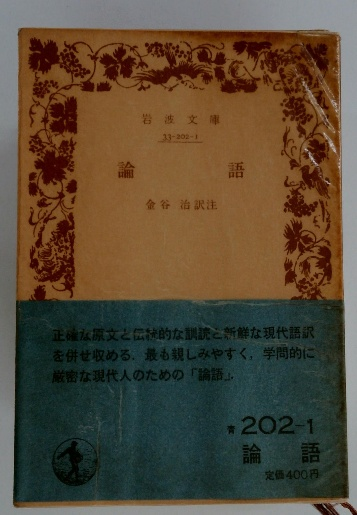 岩波文庫
33-202-1
論語
金谷 治訳注
正確な原文と伝統的な訓読と新鮮な現代語訳
を併せ収める．最も親しみやすく，学問的に
厳密な現代人のための「論語」．
青 202-1
論語
定価400円